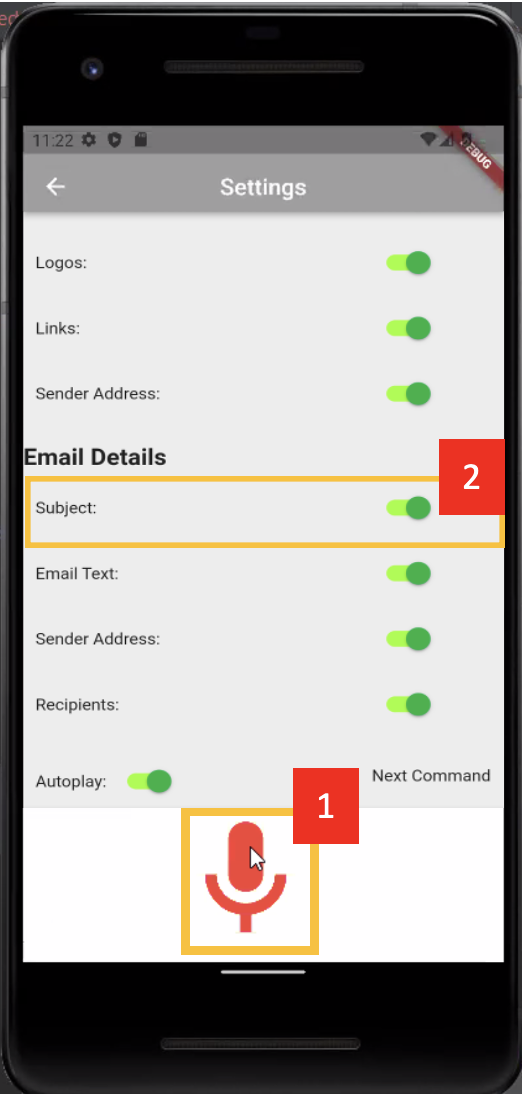 ed
11:22
DEBUG
Settings
Logos:
Links:
Sender Address:
Email Details
2
Subject:
Email Text:
Sender Address:
Recipients:
Autoplay:
Next Command
1